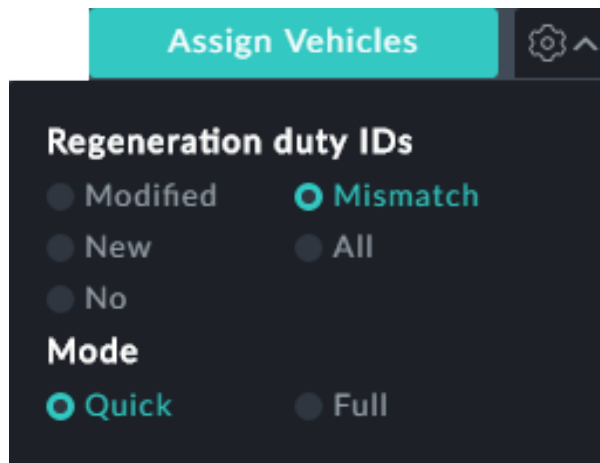 Assign Vehicles
Regeneration duty IDs
Modified Mismatch
New All
No
Mode
Quick Full